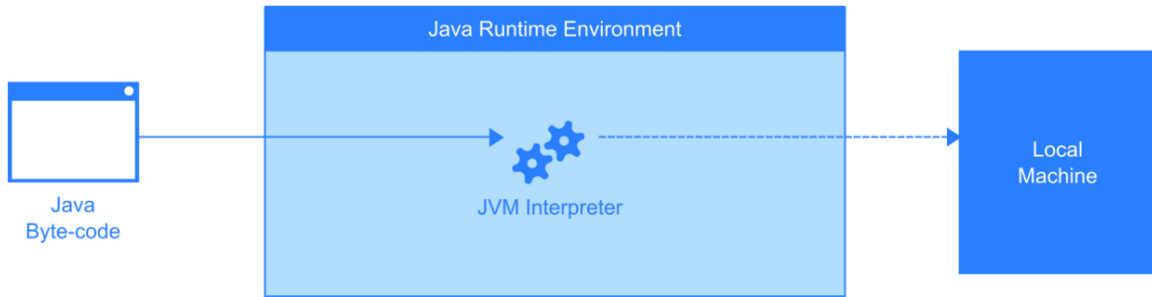 Java Runtime Environment
Java
Byte-code
JVM Interpreter
Local
Machine